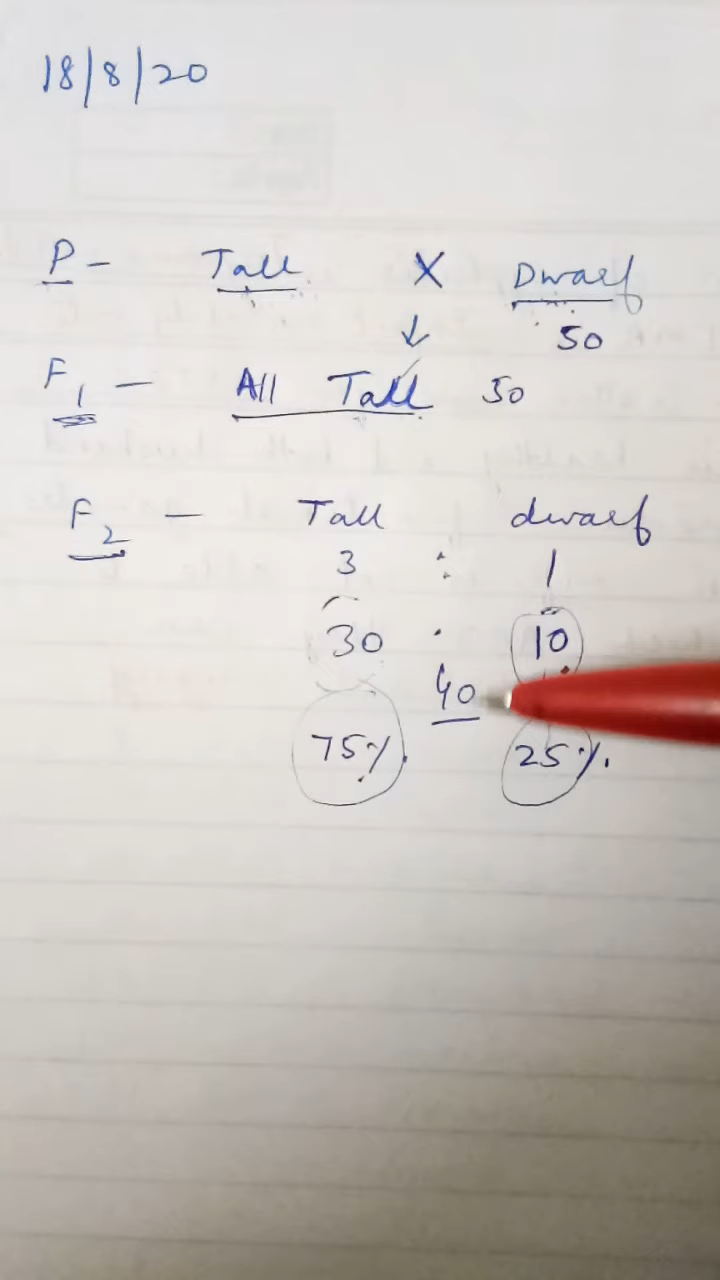 18/8/20
P - Tall X Dwarf
↓ 50
F1 - All Tall 50
F2 - Tall dwarf
3 : 1
30 : 10
40
75% 25%